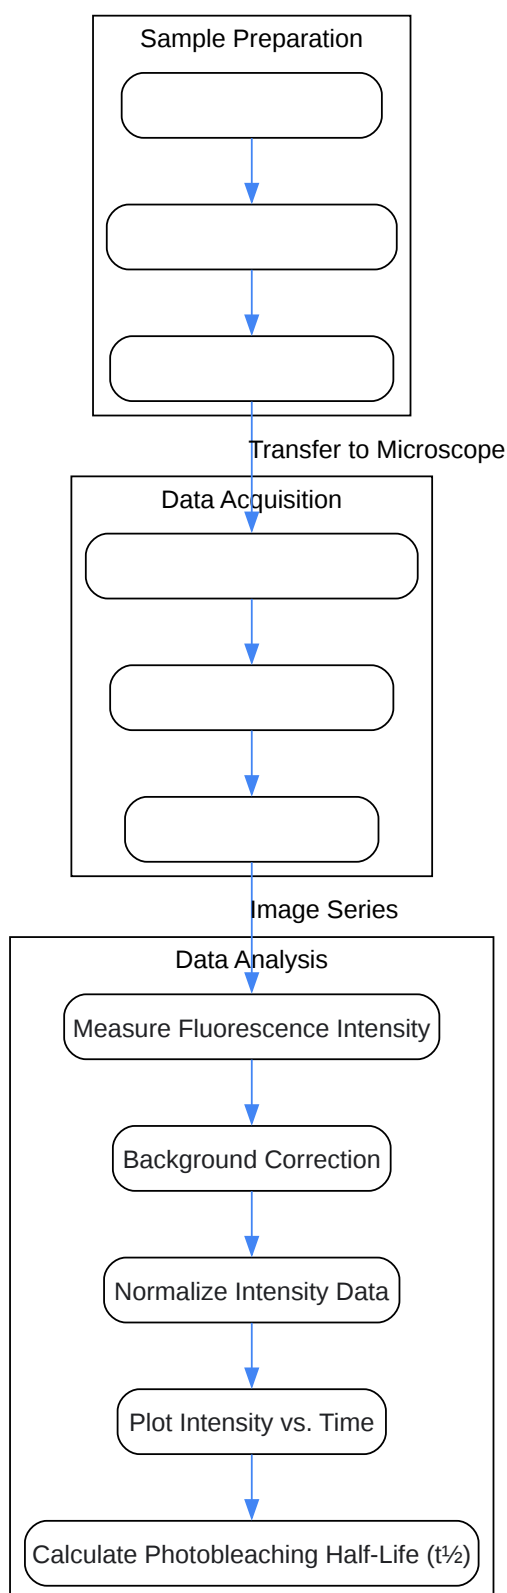 Sample Preparation
Transfer to Microscope
Data Acquisition
Image Series
Data Analysis
Measure Fluorescence Intensity
Background Correction
Normalize Intensity Data
Plot Intensity vs. Time
Calculate Photobleaching Half-Life (t½)